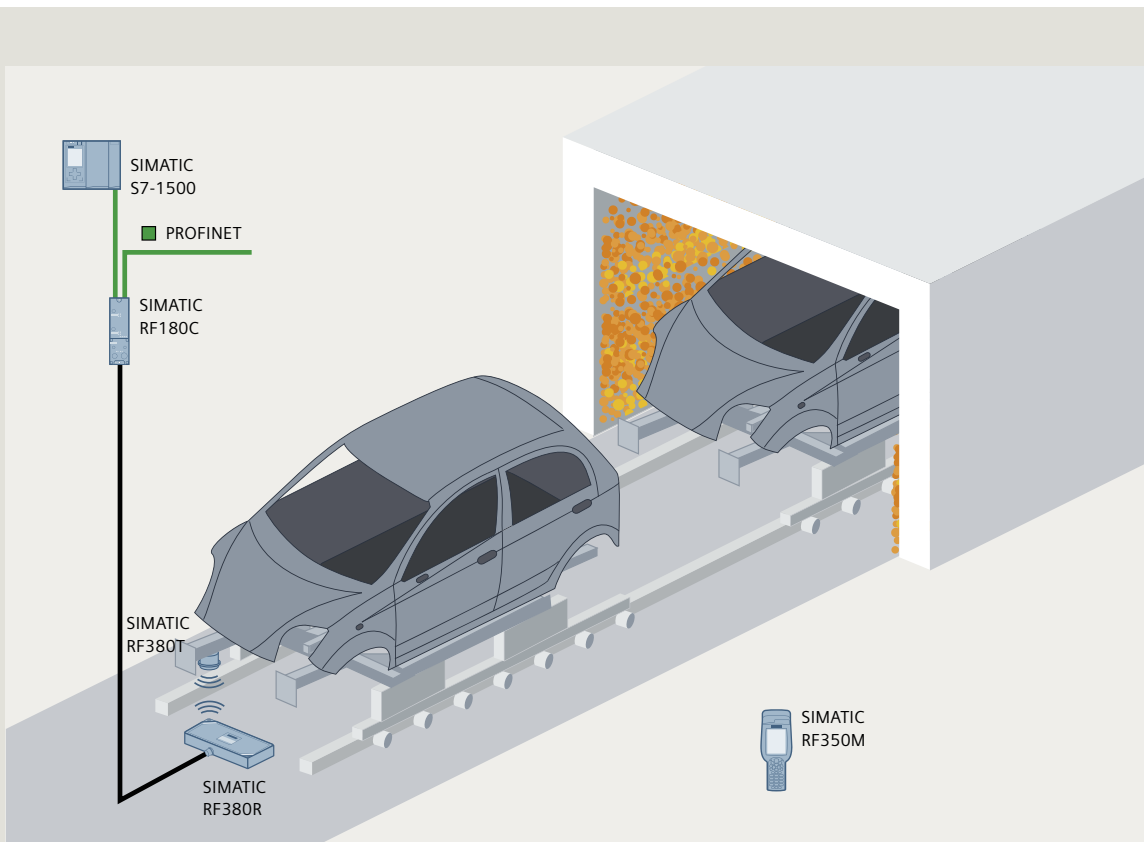 SIMATIC
S7-1500
PROFINET
SIMATIC
RF180C
SIMATIC
RF380T
SIMATIC
RF380R
SIMATIC
RF350M